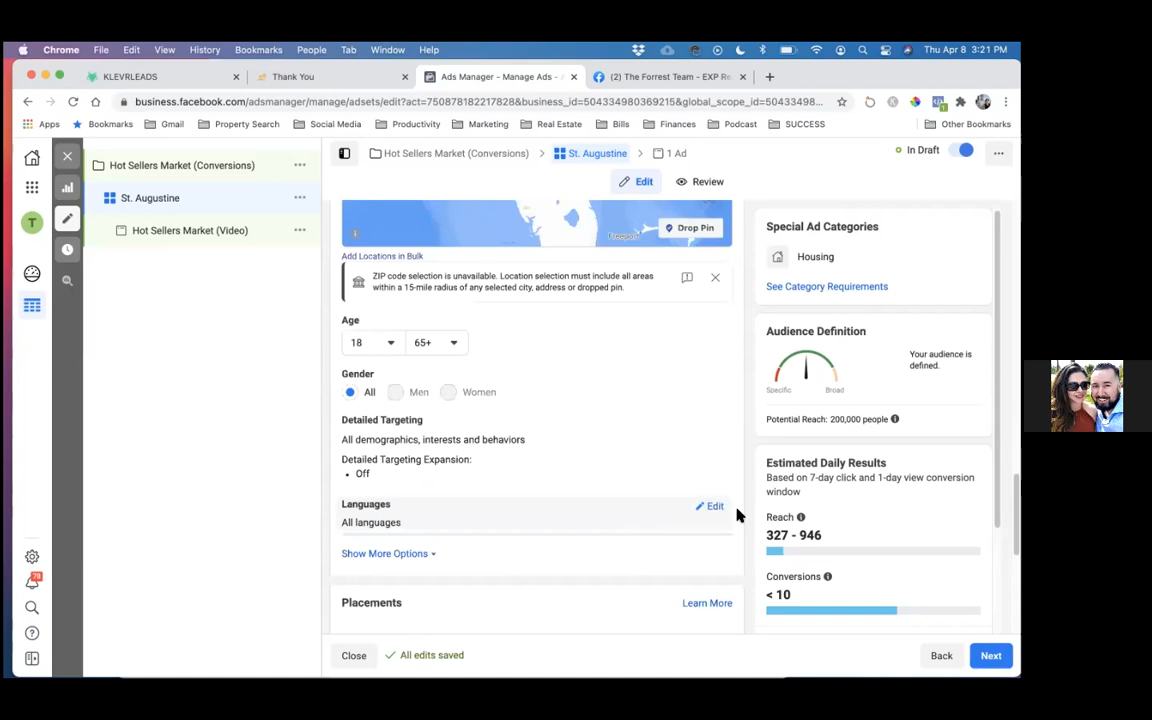 Chrome File Edit View History Bookmarks People Tab Window Help Thu Apr 8 3:21 PM
KLEVRLEADS Thank You Ads Manager - Manage Ads - (2) The Forrest Team - EXP Re
business.facebook.com/adsmanager/manage/adsets/edit?act=750878182217828&business_id=504334980369215&global_scope_id=50433498...
Apps Bookmarks Gmail Property Search Social Media Productivity Marketing Real Estate Bills Finances Podcast SUCCESS Other Bookmarks
Hot Sellers Market (Conversions)
St. Augustine
Hot Sellers Market (Video)
T
78
Hot Sellers Market (Conversions) St. Augustine 1 Ad In Draft
Edit Review
Freeport
Drop Pin
Add Locations in Bulk
ZIP code selection is unavailable. Location selection must include all areas
within a 15-mile radius of any selected city, address or dropped pin.
Age
18 65+
Gender
All Men Women
Detailed Targeting
All demographics, interests and behaviors
Detailed Targeting Expansion:
• Off
Languages
Edit
All languages
Show More Options
Placements
Learn More
Special Ad Categories
Housing
See Category Requirements
Audience Definition
Your audience is
defined.
Specific Broad
Potential Reach: 200,000 people
Estimated Daily Results
Based on 7-day click and 1-day view conversion
window
Reach
327 - 946
Conversions
< 10
Close All edits saved Back Next